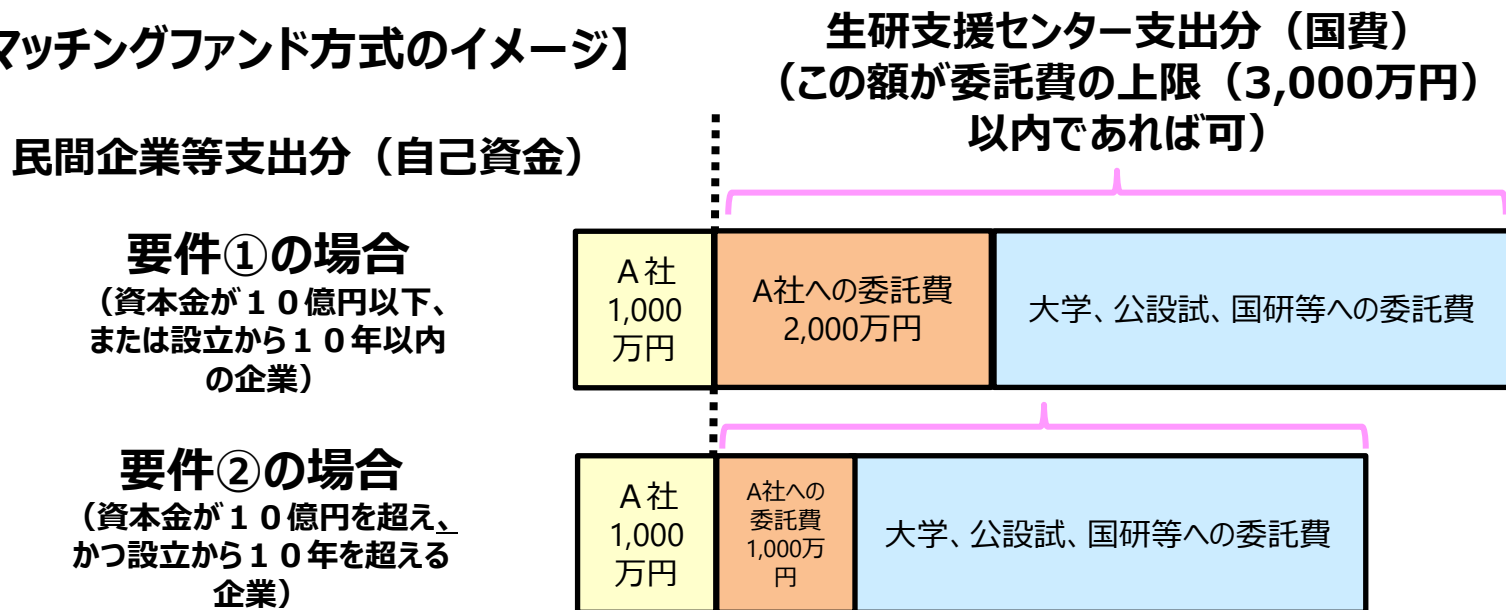 マッチングファンド方式のイメージ】
生研支援センター支出分（国費）
（この額が委託費の上限（3,000万円）
以内であれば可）
民間企業等支出分（自己資金）
要件①の場合
（資本金が１０億円以下、
または設立から１０年以内
の企業）
Ａ社
1,000
万円
A社への委託費
2,000万円
大学、公設試、国研等への委託費
要件②の場合
（資本金が１０億円を超え、
かつ設立から１０年を超える
企業）
Ａ社
1,000
万円
A社への
委託費
1,000万
円
大学、公設試、国研等への委託費